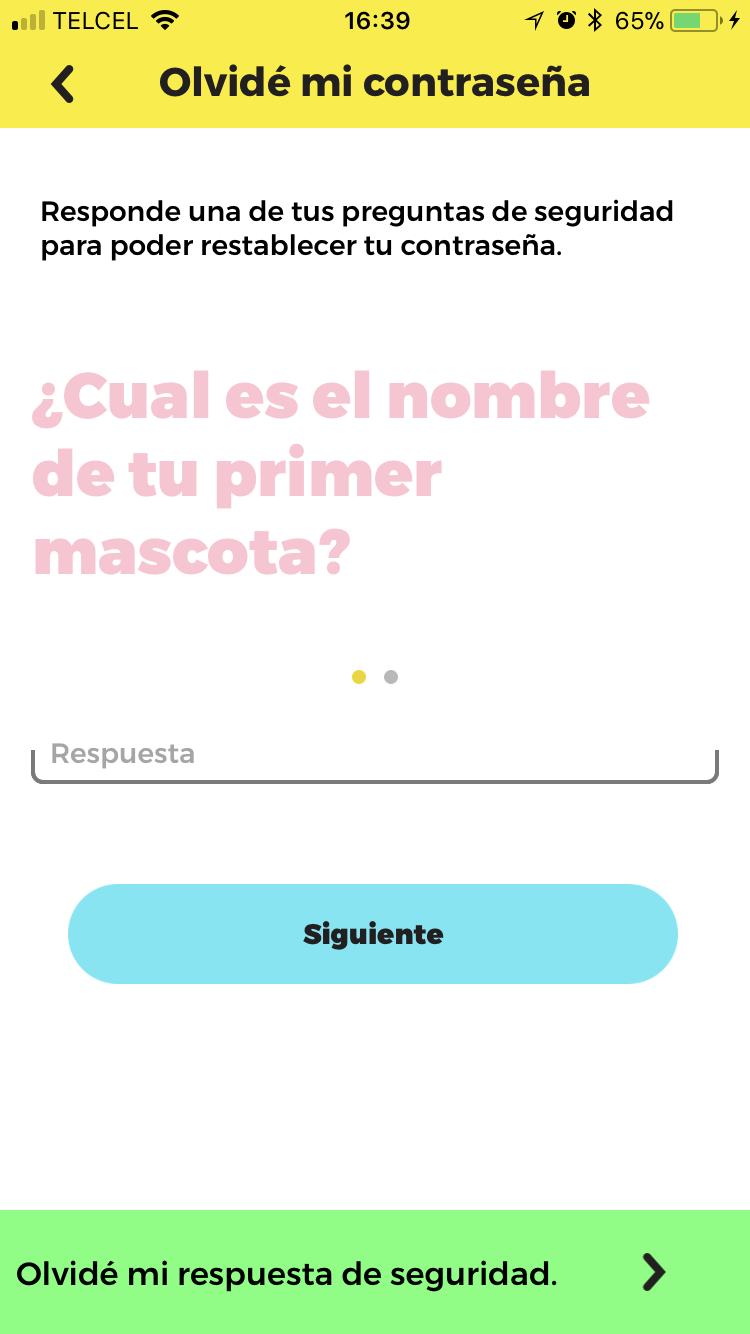 TELCEL 16:39 65%
Olvidé mi contraseña
Responde una de tus preguntas de seguridad
para poder restablecer tu contraseña.
¿Cual es el nombre
de tu primer
mascota?
Respuesta
Siguiente
Olvidé mi respuesta de seguridad.